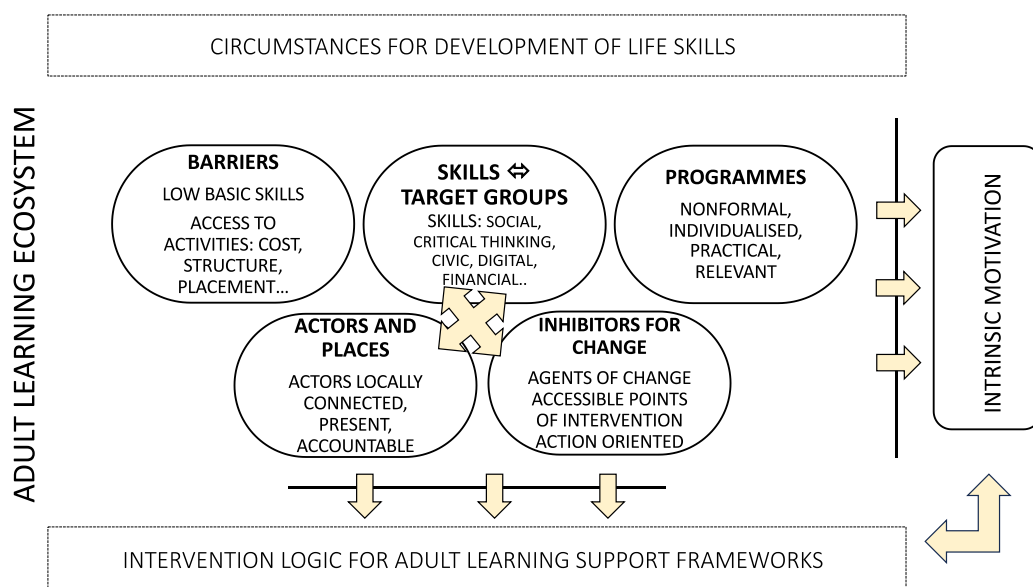 CIRCUMSTANCES FOR DEVELOPMENT OF LIFE SKILLS
ADULT LEARNING ECOSYSTEM
BARRIERS
LOW BASIC SKILLS
ACCESS TO
ACTIVITIES: COST,
STRUCTURE,
PLACEMENT...
SKILLS ⇔
TARGET GROUPS
SKILLS: SOCIAL,
CRITICAL THINKING,
CIVIC, DIGITAL,
FINANCIAL..
PROGRAMMES
NONFORMAL,
INDIVIDUALISED,
PRACTICAL,
RELEVANT
ACTORS AND
PLACES
ACTORS LOCALLY
CONNECTED,
PRESENT,
ACCOUNTABLE
INHIBITORS FOR
CHANGE
AGENTS OF CHANGE
ACCESSIBLE POINTS
OF INTERVENTION
ACTION ORIENTED
INTRINSIC MOTIVATION
INTERVENTION LOGIC FOR ADULT LEARNING SUPPORT FRAMEWORKS